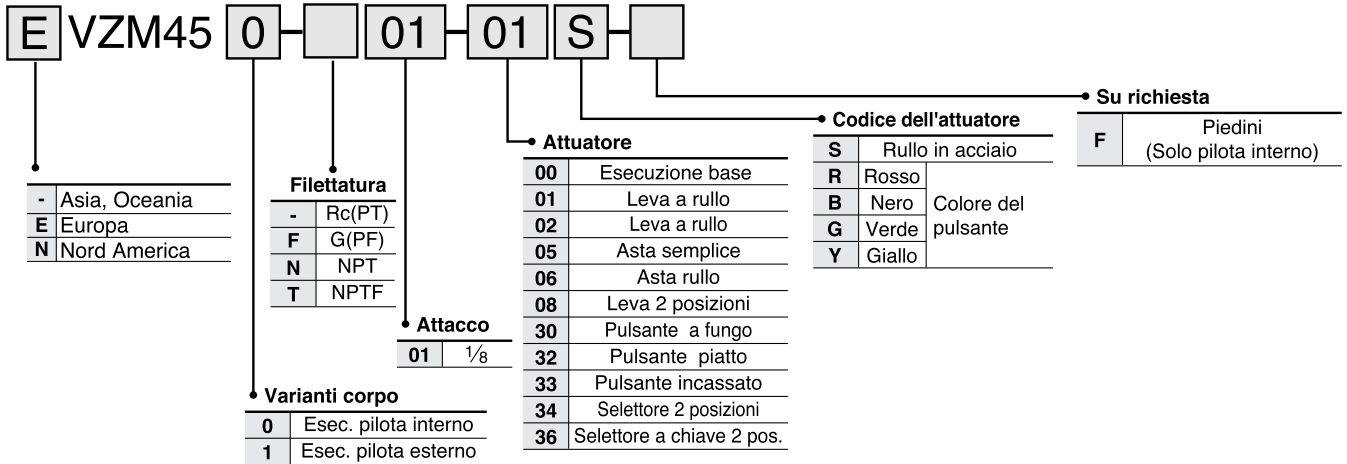 E VZM45 0 - 01 - 01 S -
- Asia, Oceania
E Europa
N Nord America
Filettatura
- Rc(PT)
F G(PF)
N NPT
T NPTF
Attacco
01 1/8
Varianti corpo
0 Esec. pilota interno
1 Esec. pilota esterno
Attuatore
00 Esecuzione base
01 Leva a rullo
02 Leva a rullo
05 Asta semplice
06 Asta rullo
08 Leva 2 posizioni
30 Pulsante a fungo
32 Pulsante piatto
33 Pulsante incassato
34 Selettore 2 posizioni
36 Selettore a chiave 2 pos.
Codice dell'attuatore
S Rullo in acciaio
R Rosso
B Nero
G Verde
Y Giallo
Colore del
pulsante
Su richiesta
F Piedini
(Solo pilota interno)